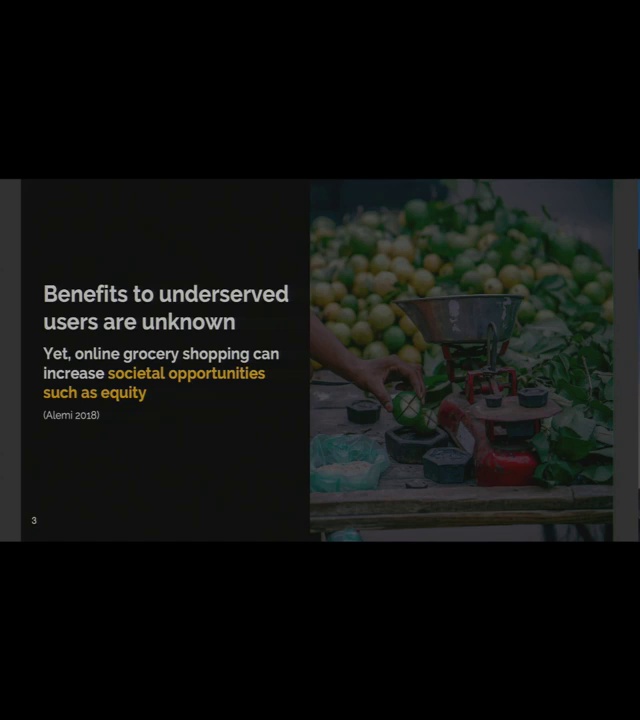 Benefits to underserved
users are unknown
Yet, online grocery shopping can
increase societal opportunities
such as equity
(Alemi 2018)
3